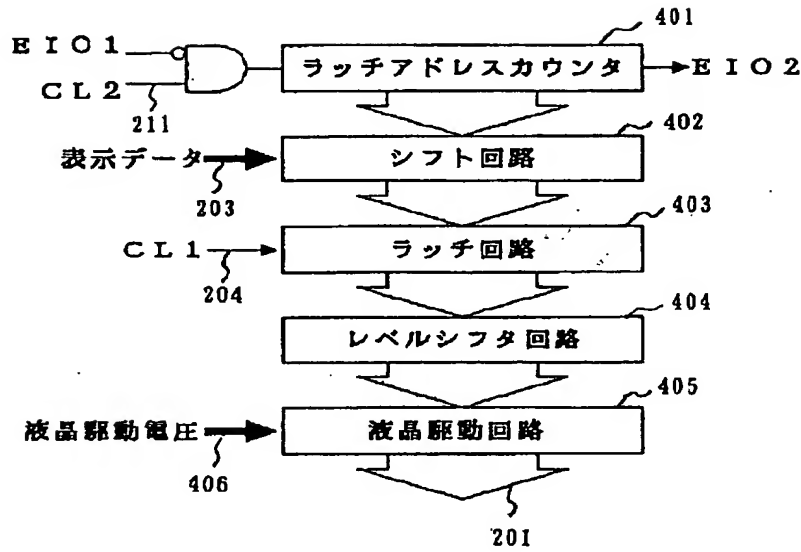 401
EIO1
ラッチアドレスカウンタ
EIO2
CL2
211
402
表示データ
シフト回路
203
403
CL1
ラッチ回路
204
404
レベルシフタ回路
405
液晶駆動電圧
液晶駆動回路
406
201